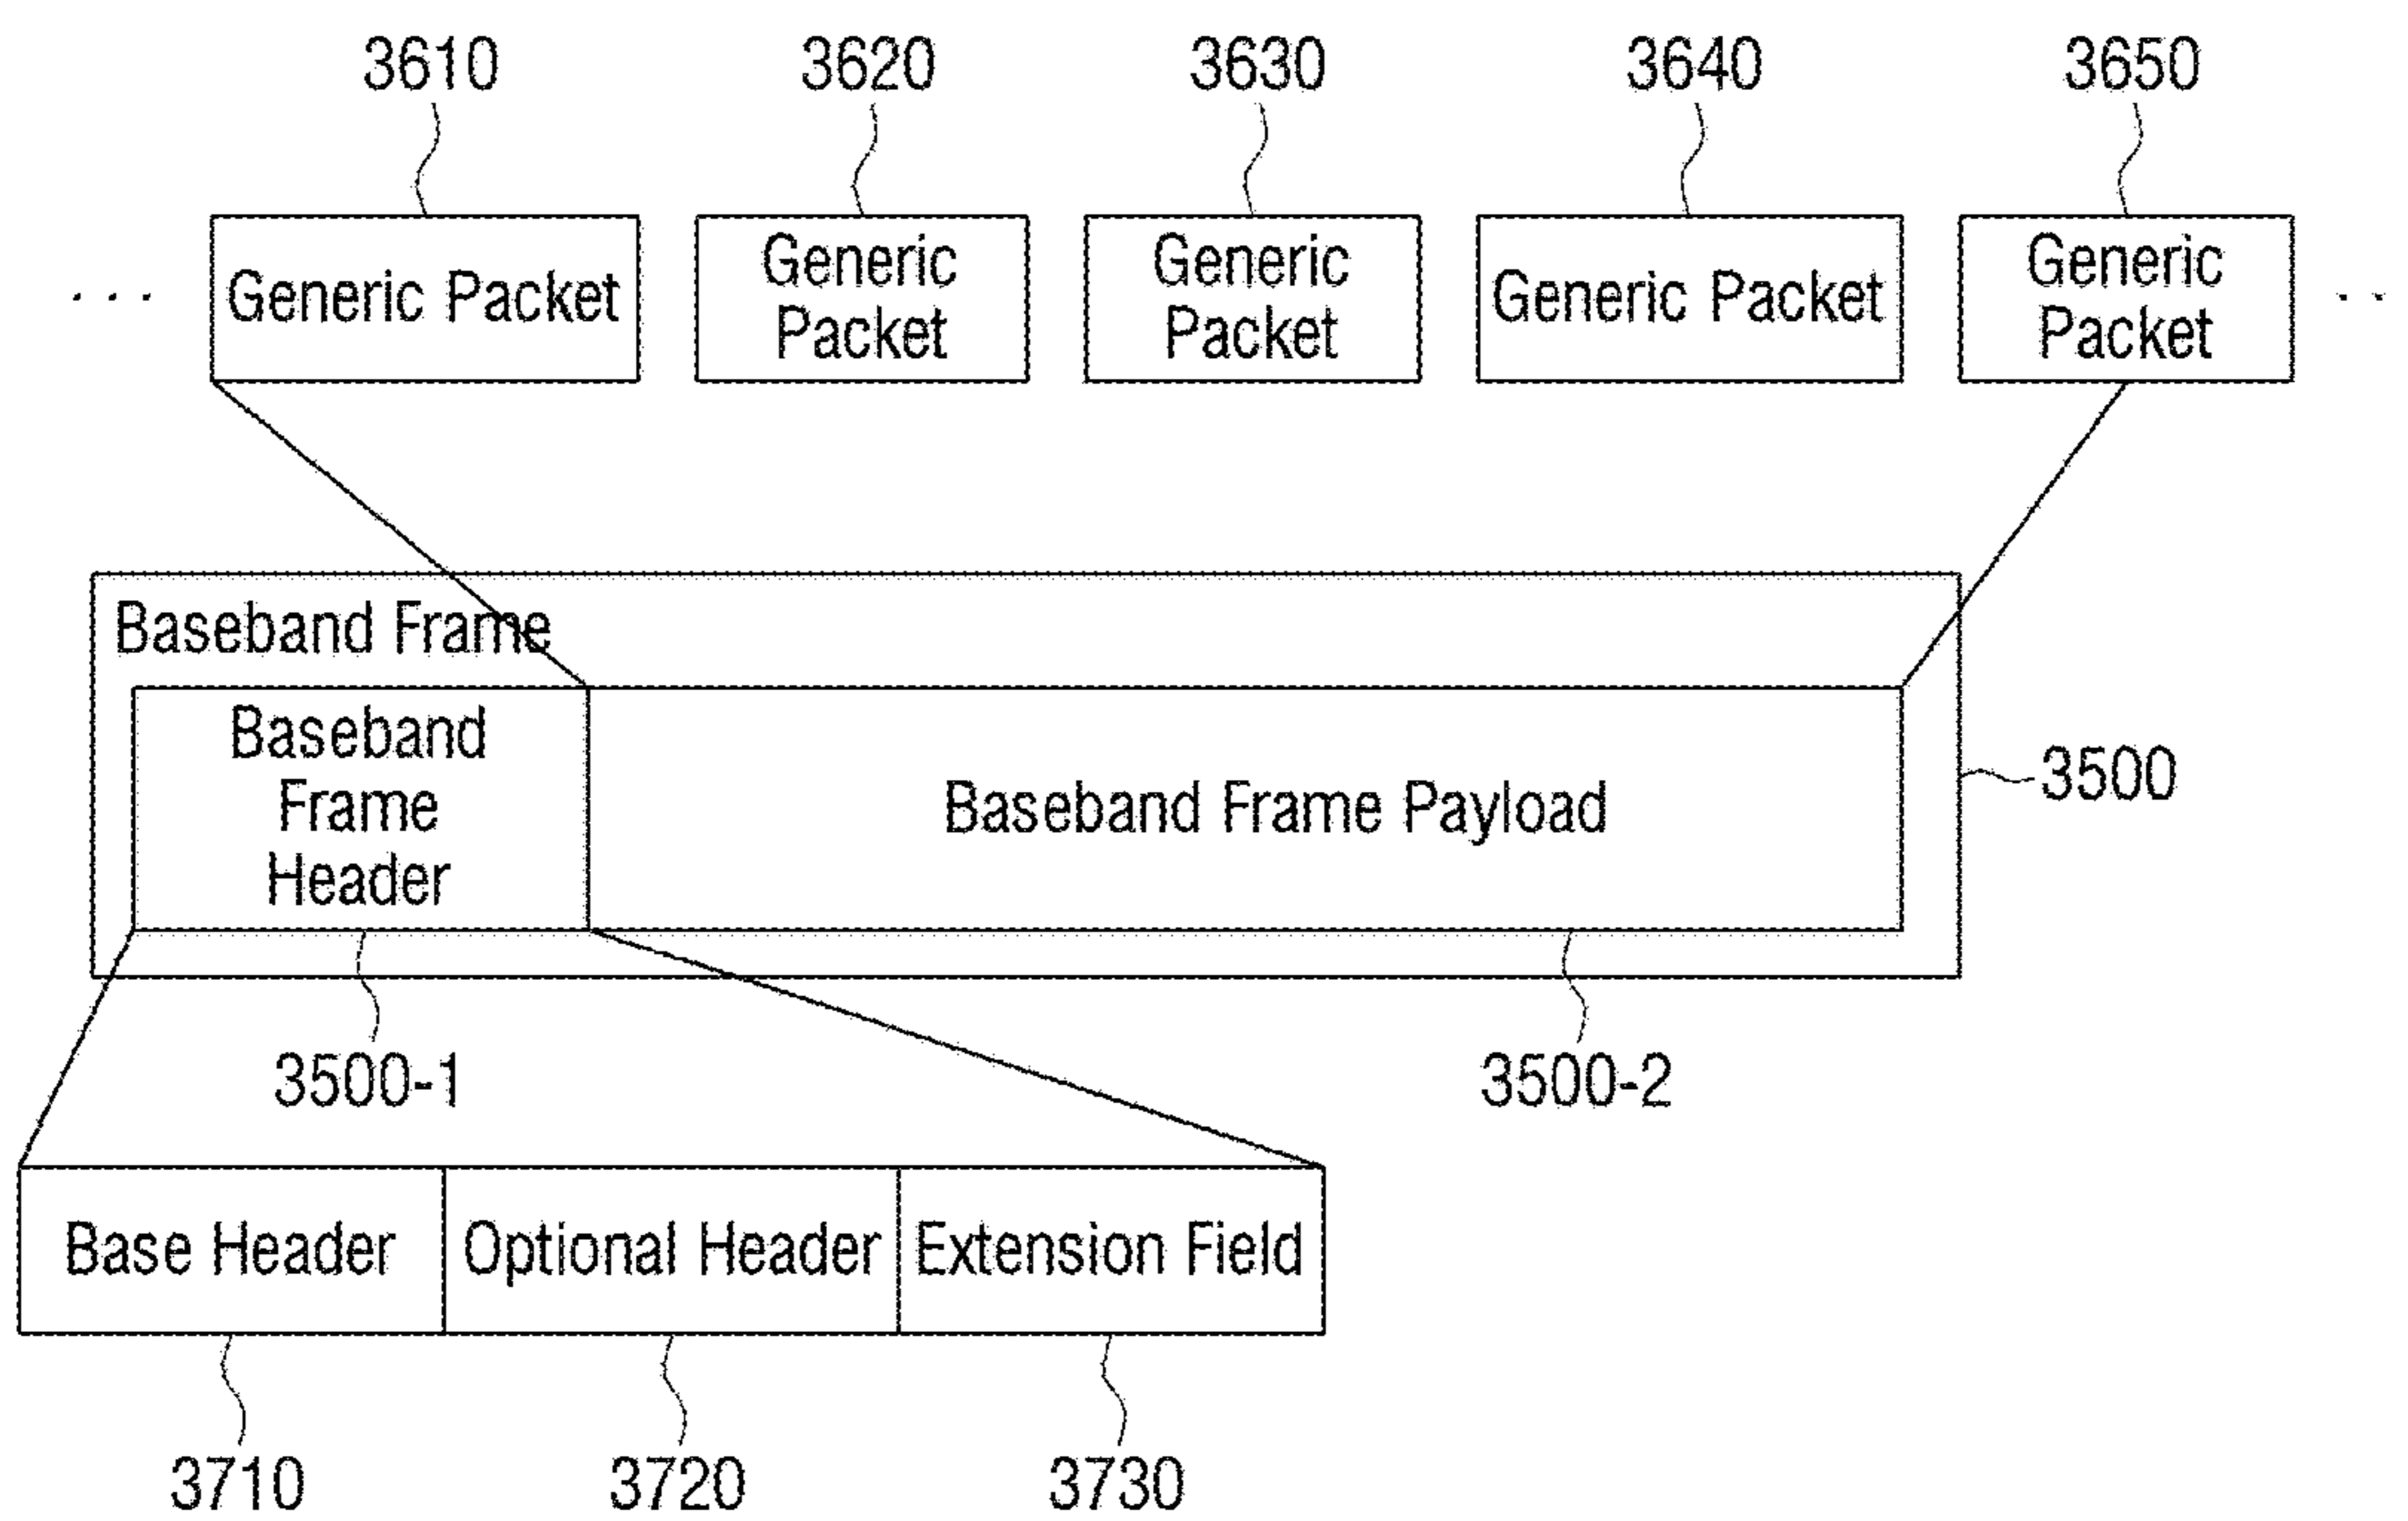 3610
3620
3630
3640
3650
. . .
Generic Packet
Generic
Packet
Generic
Packet
Generic Packet
Generic
Packet
. .
Baseband Frame
Baseband
Frame
Header
Baseband Frame Payload
3500
3500-1
3500-2
Base Header
Optional Header
Extension Field
3710
3720
3730